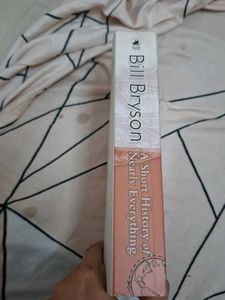 Bill Bryson
A Short History of
Nearly Everything